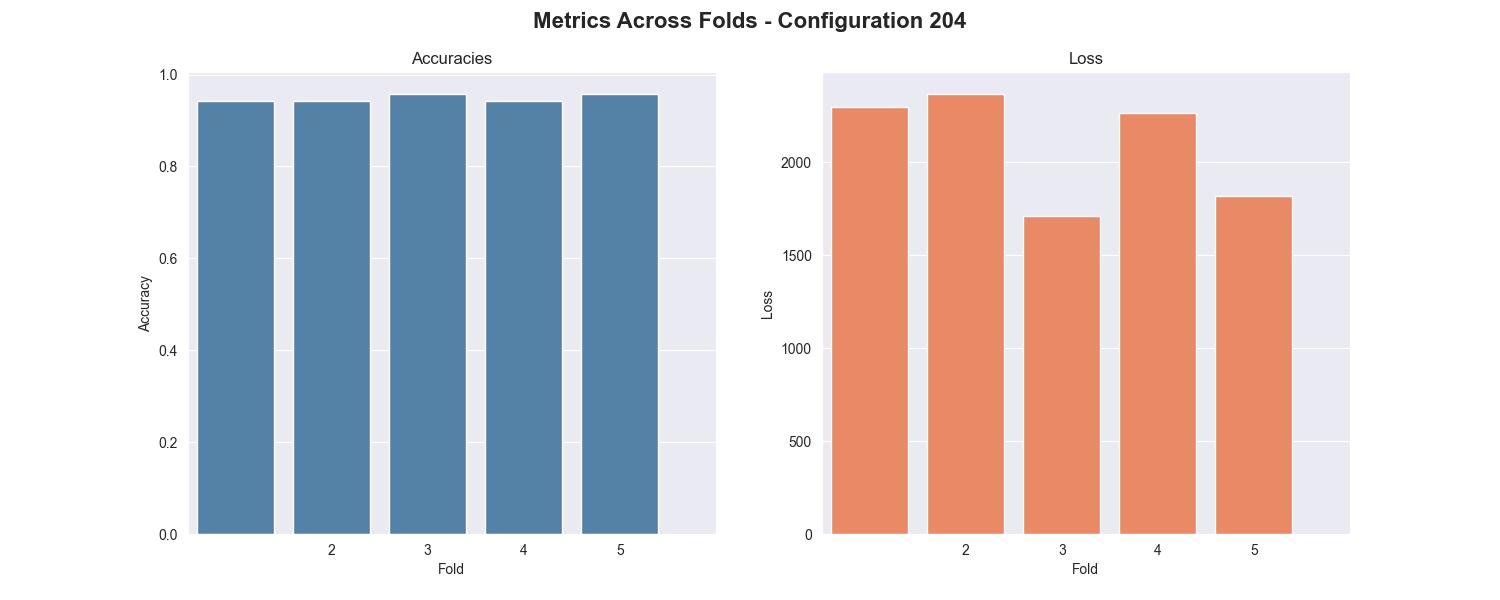 Metrics Across Folds - Configuration 204
Accuracies
1.0
0.8
0.6
0.4
0.2
0.0
Accuracy
2 3 4 5
Fold
Loss
2000
1500
1000
500
0
Loss
2 3 4 5
Fold